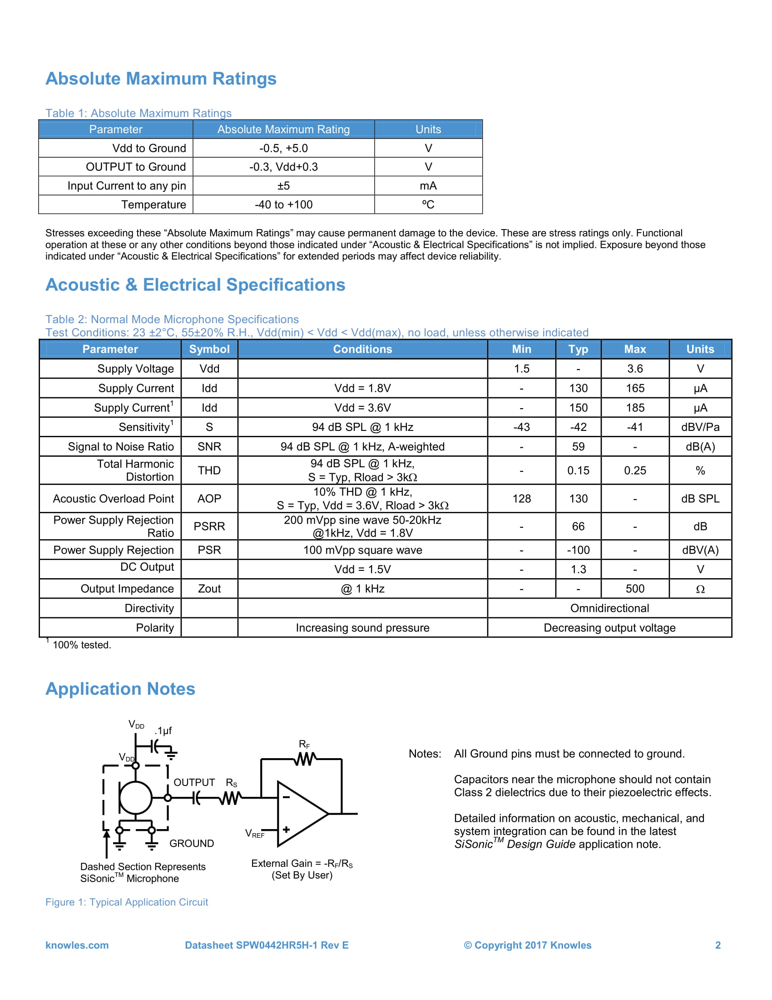 Absolute Maximum Ratings
Table 1: Absolute Maximum Ratings
Parameter Absolute Maximum Rating Units
Vdd to Ground -0.5, +5.0 V
OUTPUT to Ground -0.3, Vdd+0.3 V
Input Current to any pin ±5 mA
Temperature -40 to +100 ºC
Stresses exceeding these “Absolute Maximum Ratings” may cause permanent damage to the device. These are stress ratings only. Functional
operation at these or any other conditions beyond those indicated under “Acoustic & Electrical Specifications” is not implied. Exposure beyond those
indicated under “Acoustic & Electrical Specifications” for extended periods may affect device reliability.
Acoustic & Electrical Specifications
Table 2: Normal Mode Microphone Specifications
Test Conditions: 23 ±2°C, 55±20% R.H., Vdd(min) < Vdd < Vdd(max), no load, unless otherwise indicated
Parameter Symbol Conditions Min Typ Max Units
Supply Voltage Vdd 1.5 - 3.6 V
Supply Current Idd Vdd = 1.8V - 130 165 µA
Supply Current1 Idd Vdd = 3.6V - 150 185 µA
Sensitivity1 S 94 dB SPL @ 1 kHz -43 -42 -41 dBV/Pa
Signal to Noise Ratio SNR 94 dB SPL @ 1 kHz, A-weighted - 59 - dB(A)
Total Harmonic
Distortion THD 94 dB SPL @ 1 kHz,
S = Typ, Rload > 3kΩ - 0.15 0.25 %
Acoustic Overload Point AOP 10% THD @ 1 kHz,
S = Typ, Vdd = 3.6V, Rload > 3kΩ 128 130 - dB SPL
Power Supply Rejection
Ratio PSRR 200 mVpp sine wave 50-20kHz
@1kHz, Vdd = 1.8V - 66 - dB
Power Supply Rejection PSR 100 mVpp square wave - -100 - dBV(A)
DC Output Vdd = 1.5V - 1.3 - V
Output Impedance Zout @ 1 kHz - - 500 Ω
Directivity Omnidirectional
Polarity Increasing sound pressure Decreasing output voltage
1 100% tested.
Application Notes
VDD
.1µf
VDD
RF
OUTPUT RS
VREF
GROUND
- +
Dashed Section Represents
SiSonicTM Microphone
External Gain = -RF/RS
(Set By User)
Notes: All Ground pins must be connected to ground.
Capacitors near the microphone should not contain
Class 2 dielectrics due to their piezoelectric effects.
Detailed information on acoustic, mechanical, and
system integration can be found in the latest
SiSonicTM Design Guide application note.
Figure 1: Typical Application Circuit
knowles.com Datasheet SPW0442HR5H-1 Rev E © Copyright 2017 Knowles 2